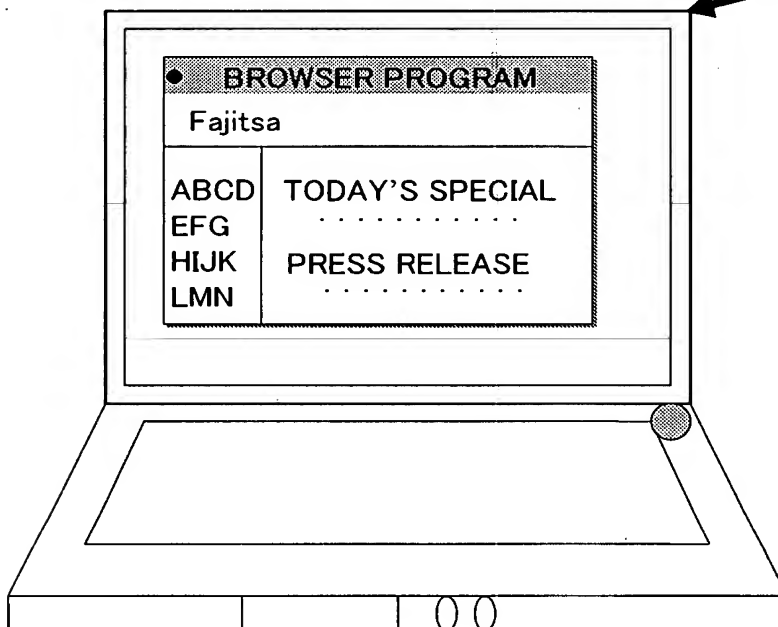 BROWSER PROGRAM
Fajitsa
ABCD
EFG
HIJK
LMN
TODAY'S SPECIAL
. . . . . . . . . . .
PRESS RELEASE
. . . . . . . . . . .